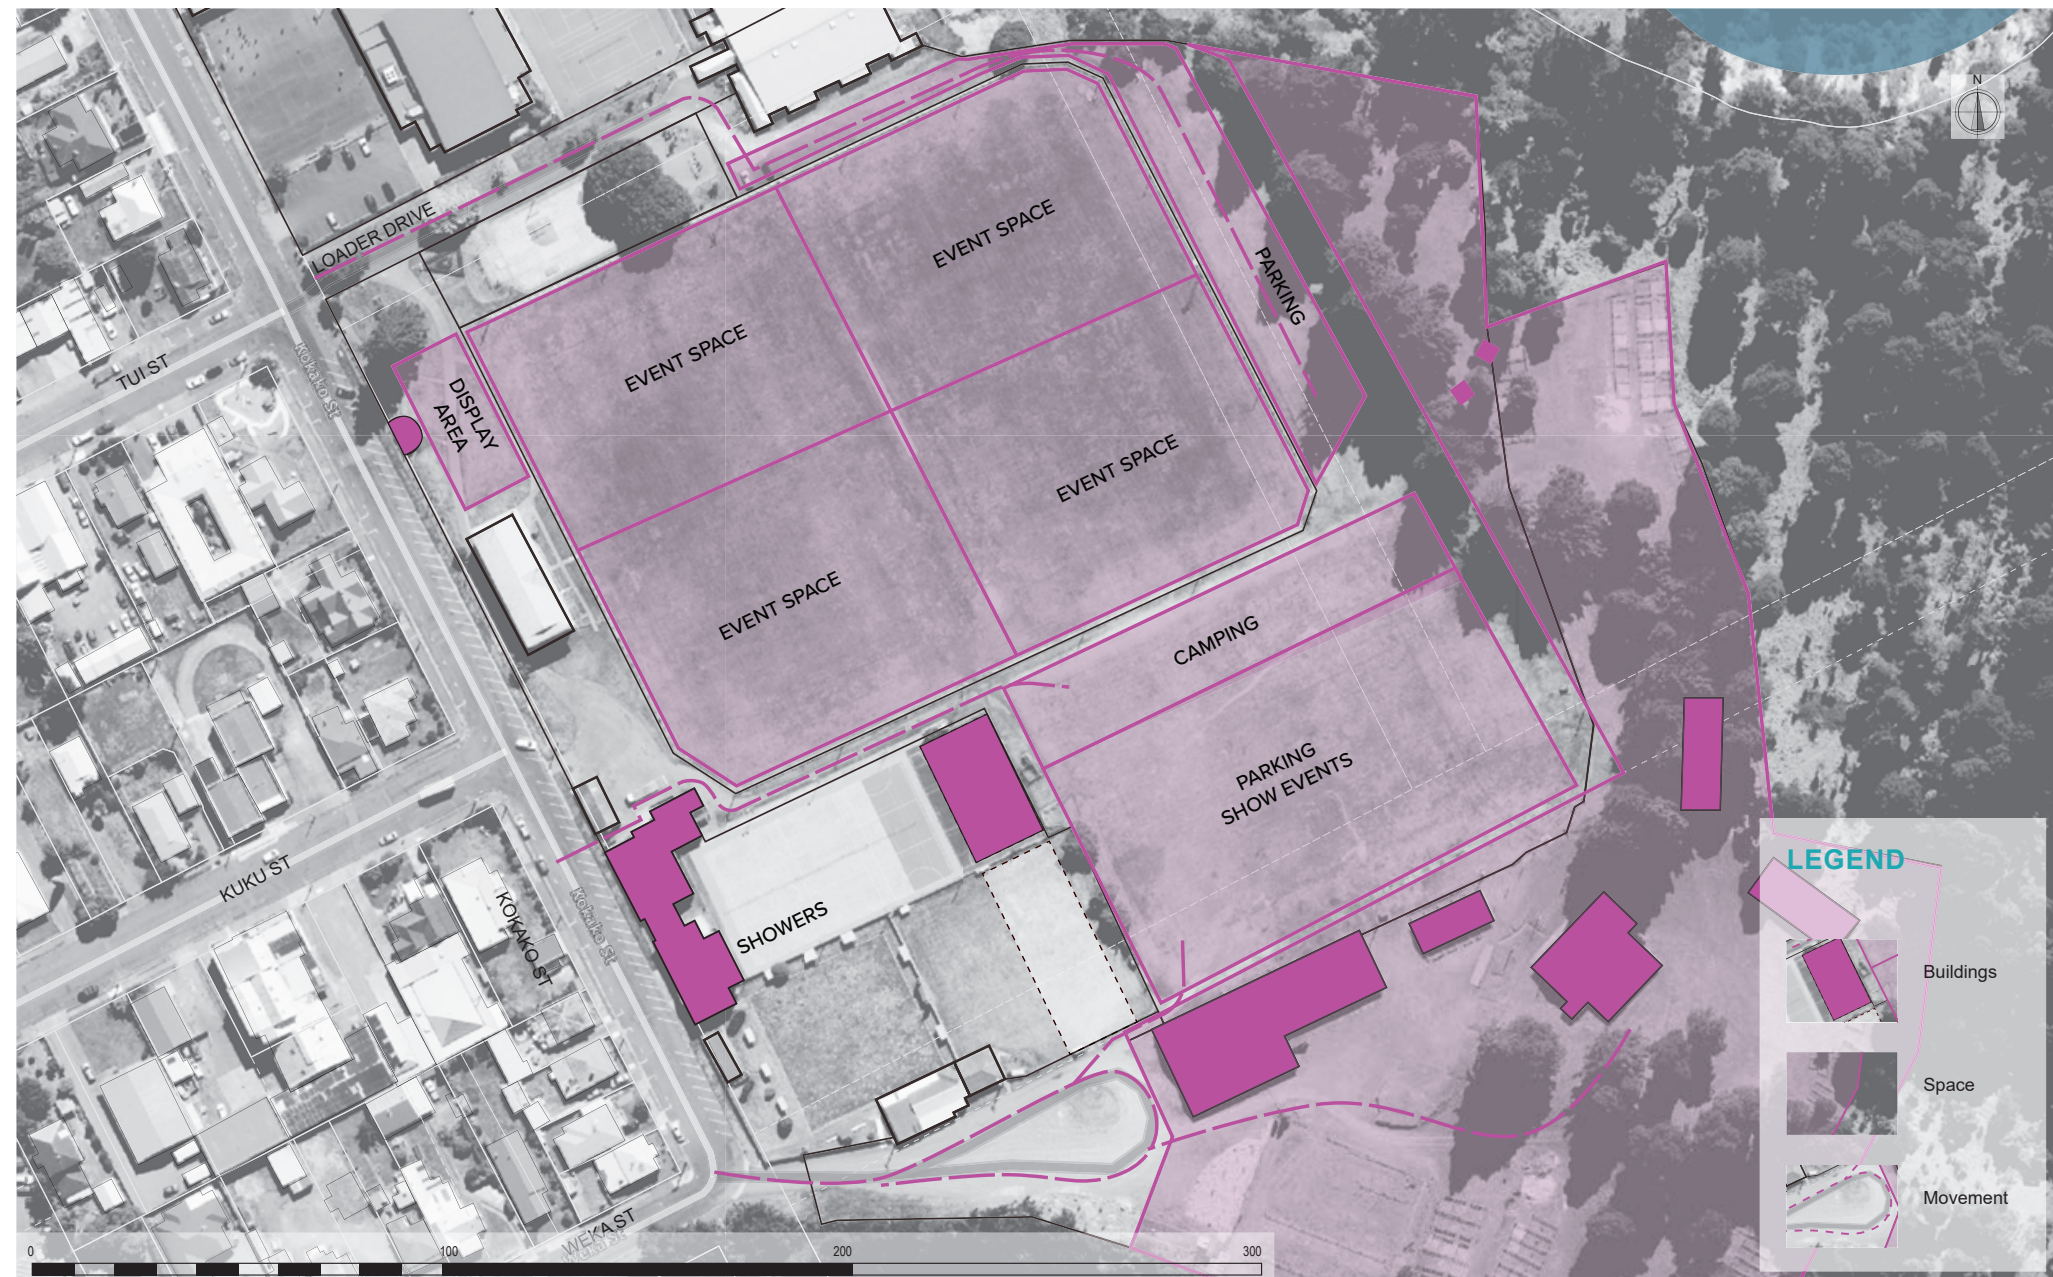 N
LOADER DRIVE
EVENT SPACE
PARKING
Kokako St
TUI ST
EVENT SPACE
DISPLAY
AREA
EVENT SPACE
EVENT SPACE
CAMPING
PARKING
SHOW EVENTS
KUKU ST
KOKAKO ST
Kokako St
SHOWERS
LEGEND
Buildings
Space
Movement
WEKA ST
0 100 200 300